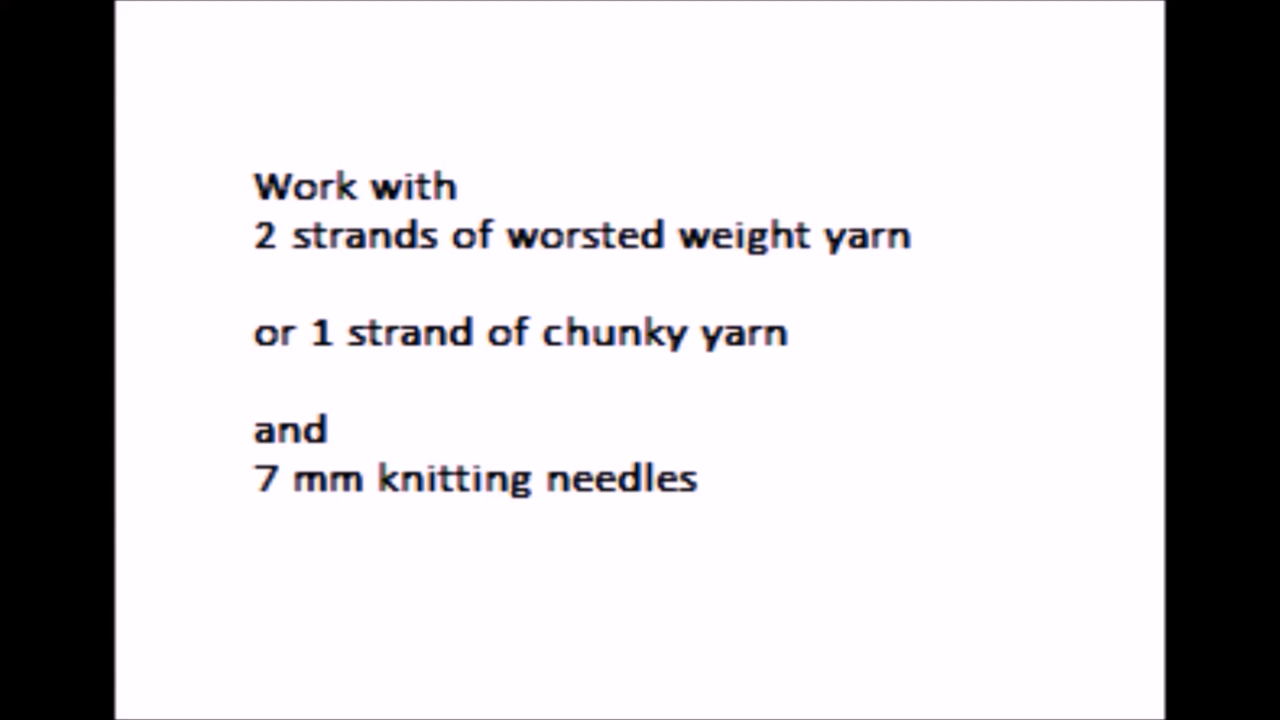 Work with
2 strands of worsted weight yarn
or 1 strand of chunky yarn
and
7 mm knitting needles